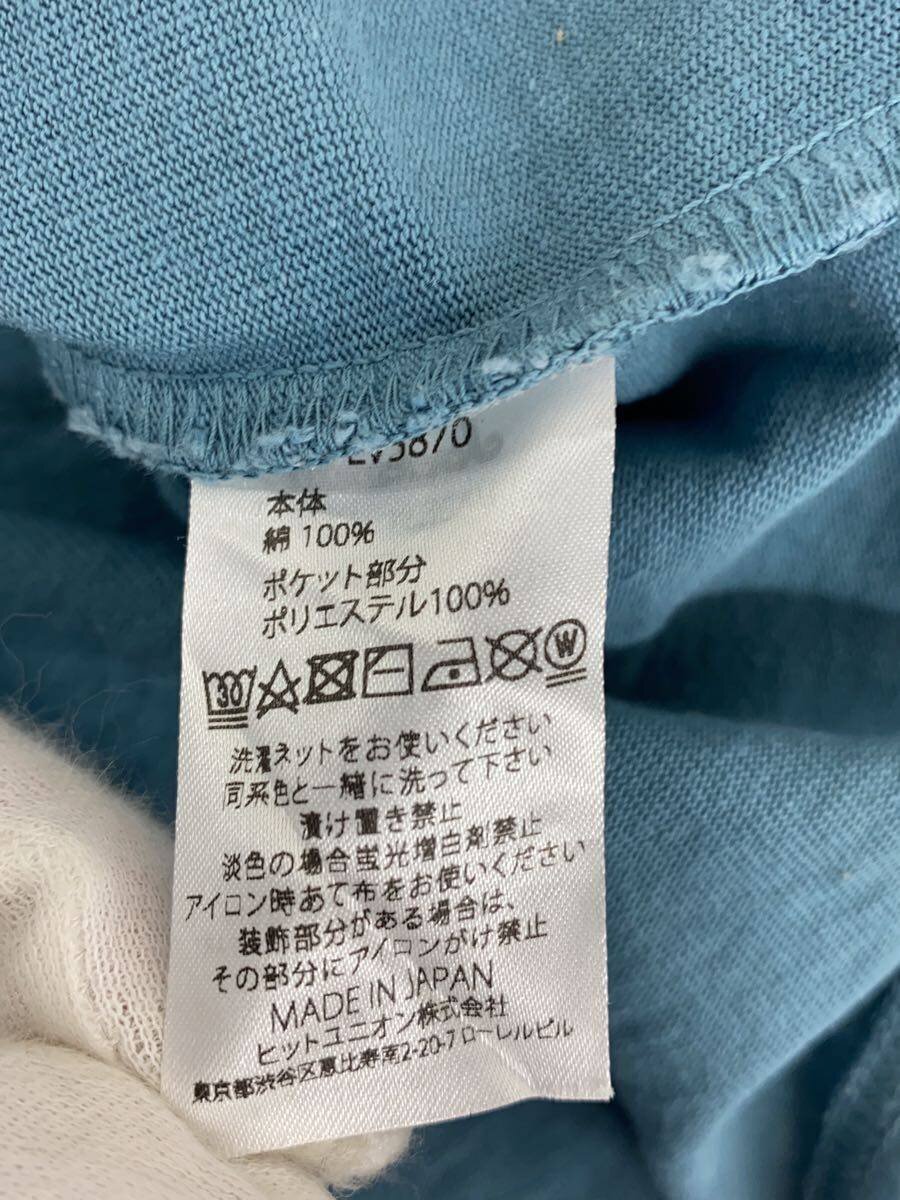 本体
綿 100%
ポケット部分
ポリエステル100%
30 W
洗濯ネットをお使いください
同系色と一緒に洗って下さい
漬け置き禁止
淡色の場合蛍光増白剤禁止
アイロン時あて布をお使いください
装飾部分がある場合は、
その部分にアイロンがけ禁止
MADE IN JAPAN
ヒットユニオン株式会社
東京都渋谷区恵比寿南2-20-7 ローレルビル